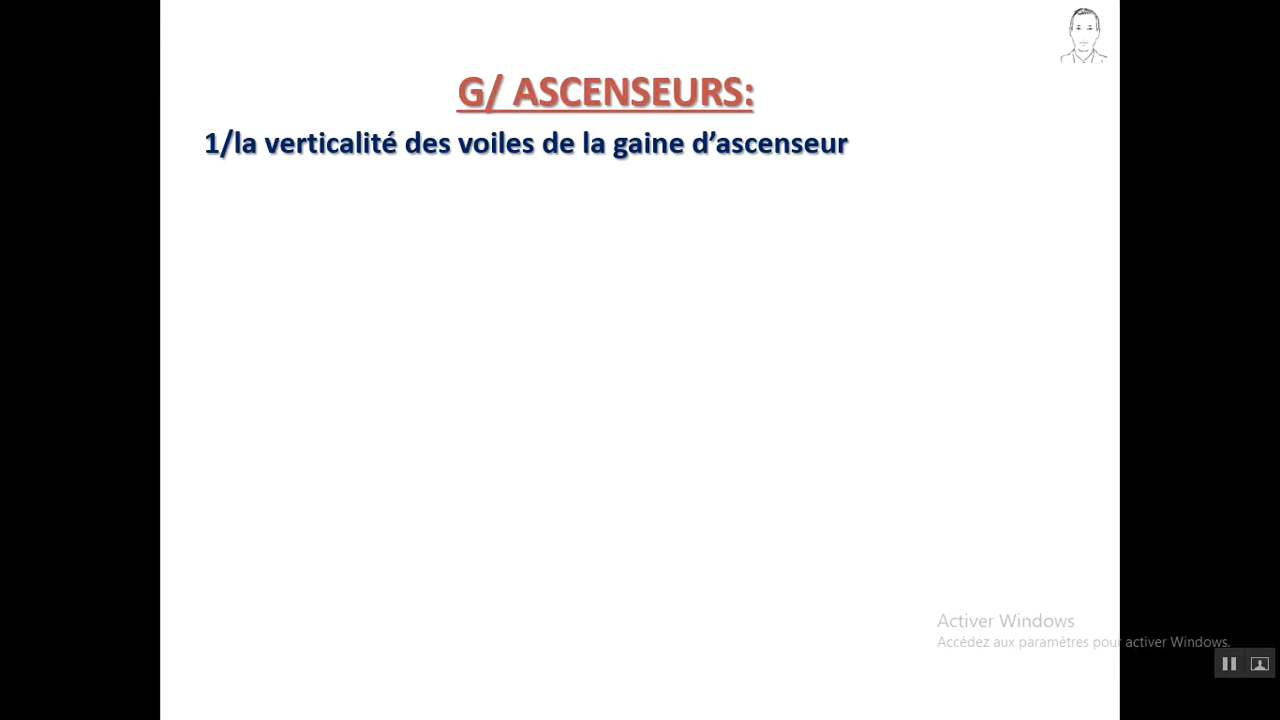 G/ ASCENSEURS:
1/la verticalité des voiles de la gaine d’ascenseur
Activer Windows
Accédez aux paramètres pour activer Windows.